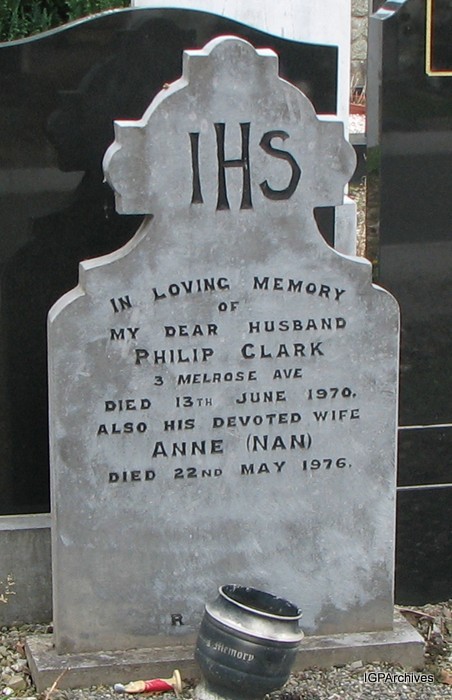 IHS
IN LOVING MEMORY
OF
MY DEAR HUSBAND
PHILIP CLARK
3 MELROSE AVE
DIED 13TH JUNE 1970.
ALSO HIS DEVOTED WIFE
ANNE (NAN)
DIED 22ND MAY 1976.
R
Memory
IGPArchives